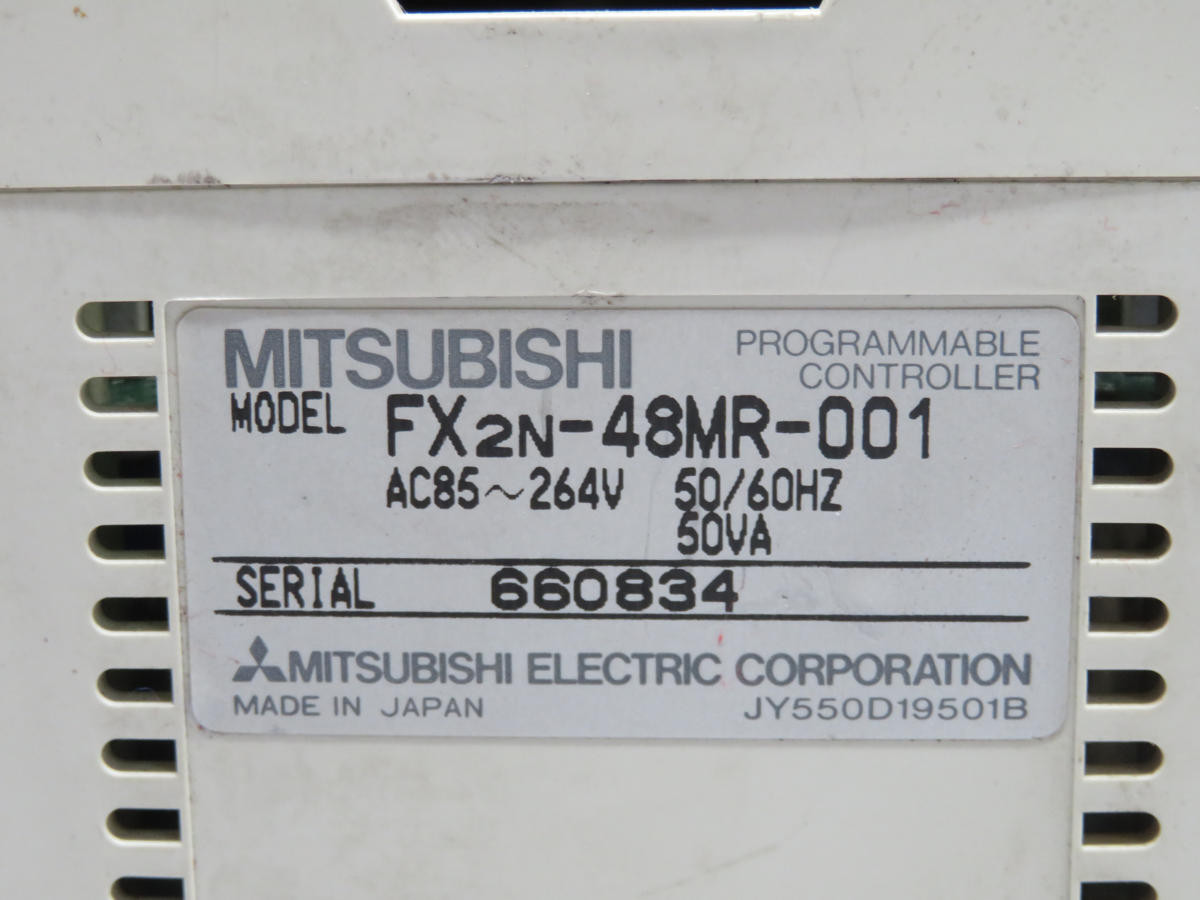 MITSUBISHI PROGRAMMABLE
CONTROLLER
MODEL FX2N-48MR-001
AC85~264V 50/60HZ
50VA
SERIAL 660834
MITSUBISHI ELECTRIC CORPORATION
MADE IN JAPAN JY550D19501B